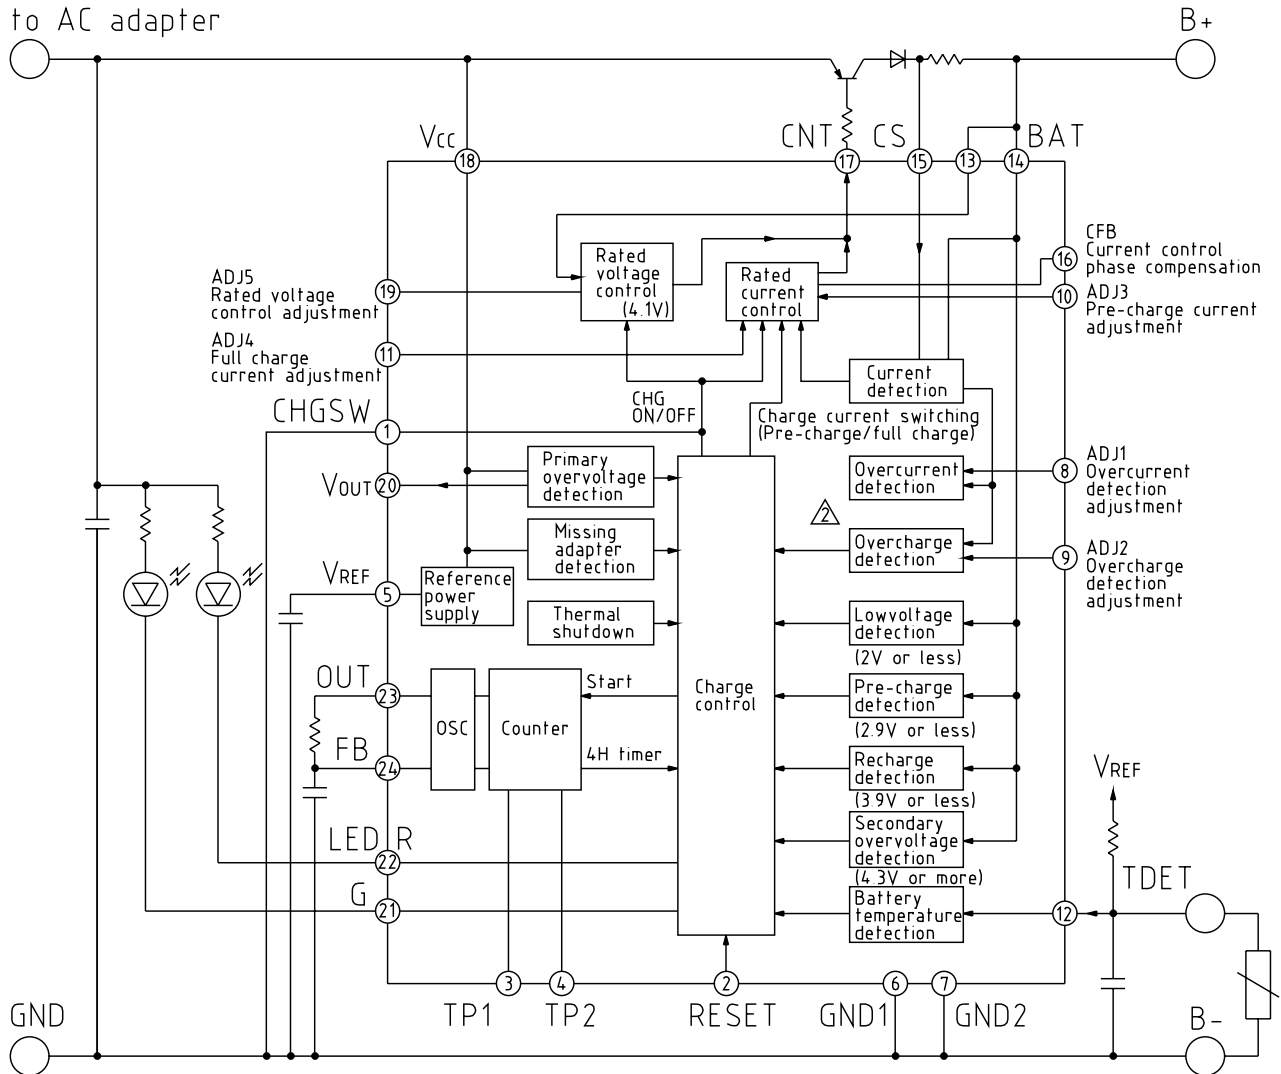 to AC adapter
B+
VCC
CNT
CS
BAT
18
17
15
13
14
CFB
Current control
phase compensation
16
ADJ3
Pre-charge current
adjustment
10
ADJ5
Rated voltage
control adjustment
19
Rated
voltage
control
(4.1V)
Rated
current
control
ADJ4
Full charge
current adjustment
11
Current
detection
CHG
ON/OFF
Charge current switching
(Pre-charge/full charge)
CHGSW
1
Primary
overvoltage
detection
Overcurrent
detection
8
ADJ1
Overcurrent
detection
adjustment
VOUT
20
2
Missing
adapter
detection
Overcharge
detection
9
ADJ2
Overcharge
detection
adjustment
VREF
5
Reference
power
supply
Thermal
shutdown
Lowvoltage
detection
(2V or less)
OUT
23
OSC
Counter
Start
Charge
control
Pre-charge
detection
(2.9V or less)
FB
24
4H timer
Recharge
detection
(3.9V or less)
VREF
LED R
22
Secondary
overvoltage
detection
(4.3V or more)
TDET
G
21
Battery
temperature
detection
12
3
4
2
6
7
TP1
TP2
RESET
GND1
GND2
GND
B-